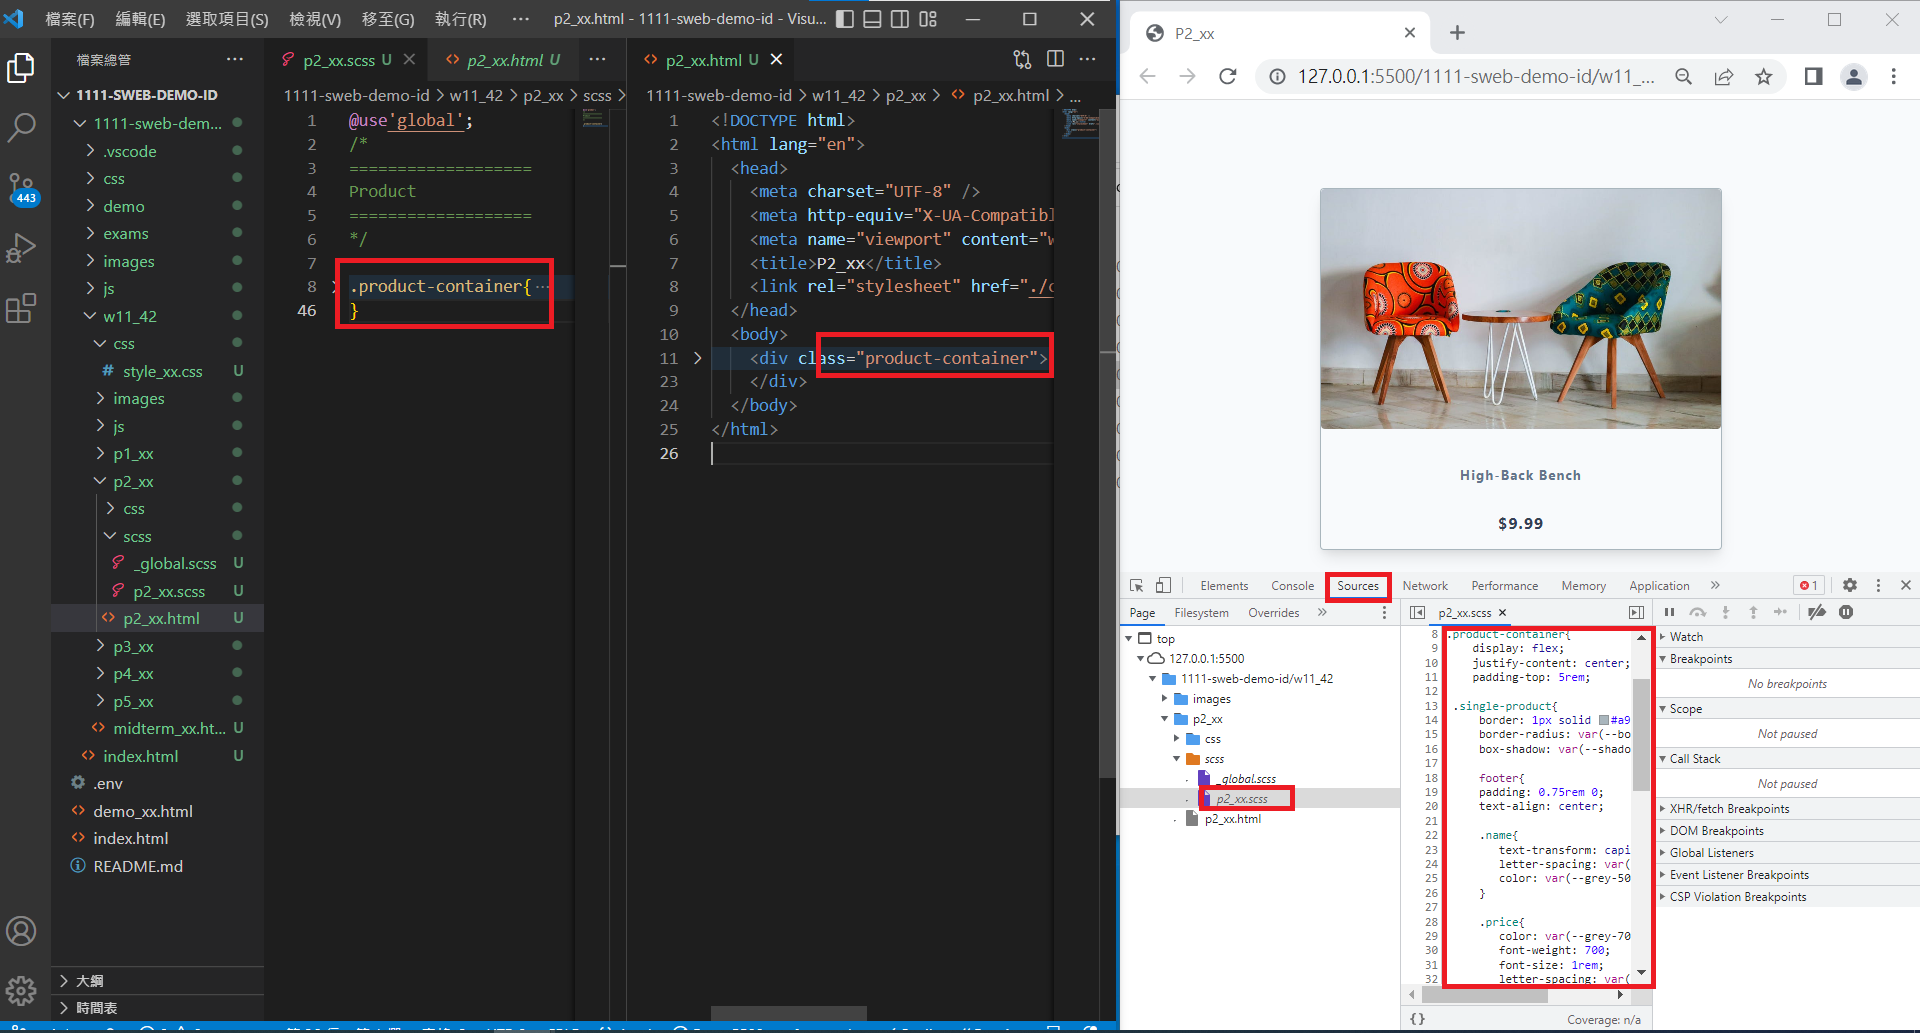 檔案(F) 編輯(E) 選取項目(S) 檢視(V) 移至(G) 執行(R) ··· p2_xx.html - 1111-sweb-demo-id - Visu...
檔案總管 ···
1111-SWEB-DEMO-ID
1111-sweb-dem...
.vscode
css
demo
exams
images
js
w11_42
css
# style_xx.css U
images
js
p1_xx
p2_xx
css
scss
_global.scss U
p2_xx.scss U
p2_xx.html U
p3_xx
p4_xx
p5_xx
midterm_xx.ht... U
index.html U
.env
demo_xx.html
index.html
README.md
大綱
時間表
443
p2_xx.scss U
p2_xx.html U ···
1111-sweb-demo-id > w11_42 > p2_xx > scss >
1 @use'global';
2 /*
3 ===================
4 Product
5 ===================
6 */
7
8 .product-container{ ···
46 }
p2_xx.html U
1111-sweb-demo-id > w11_42 > p2_xx > p2_xx.html > ...
1 <!DOCTYPE html>
2 <html lang="en">
3 <head>
4 <meta charset="UTF-8" />
5 <meta http-equiv="X-UA-Compatibl
6 <meta name="viewport" content="w
7 <title>P2_xx</title>
8 <link rel="stylesheet" href="./c
9 </head>
10 <body>
11 <div class="product-container">
23 </div>
24 </body>
25 </html>
26
P2_xx
127.0.0.1:5500/1111-sweb-demo-id/w11_...
High-Back Bench
$9.99
Elements Console Sources Network Performance Memory Application » 1
Page Filesystem Overrides »
top
127.0.0.1:5500
1111-sweb-demo-id/w11_42
images
p2_xx
css
scss
_global.scss
p2_xx.scss
p2_xx.html
p2_xx.scss ×
8 .product-container{
9 display: flex;
10 justify-content: center;
11 padding-top: 5rem;
12
13 .single-product{
14 border: 1px solid #a9
15 border-radius: var(--bo
16 box-shadow: var(--shado
17
18 footer{
19 padding: 0.75rem 0;
20 text-align: center;
21
22 .name{
23 text-transform: capi
24 letter-spacing: var(
25 color: var(--grey-50
26 }
27
28 .price{
29 color: var(--grey-70
30 font-weight: 700;
31 font-size: 1rem;
32 letter-spacing: var(
{} Coverage: n/a
Watch
Breakpoints
No breakpoints
Scope
Not paused
Call Stack
Not paused
XHR/fetch Breakpoints
DOM Breakpoints
Global Listeners
Event Listener Breakpoints
CSP Violation Breakpoints